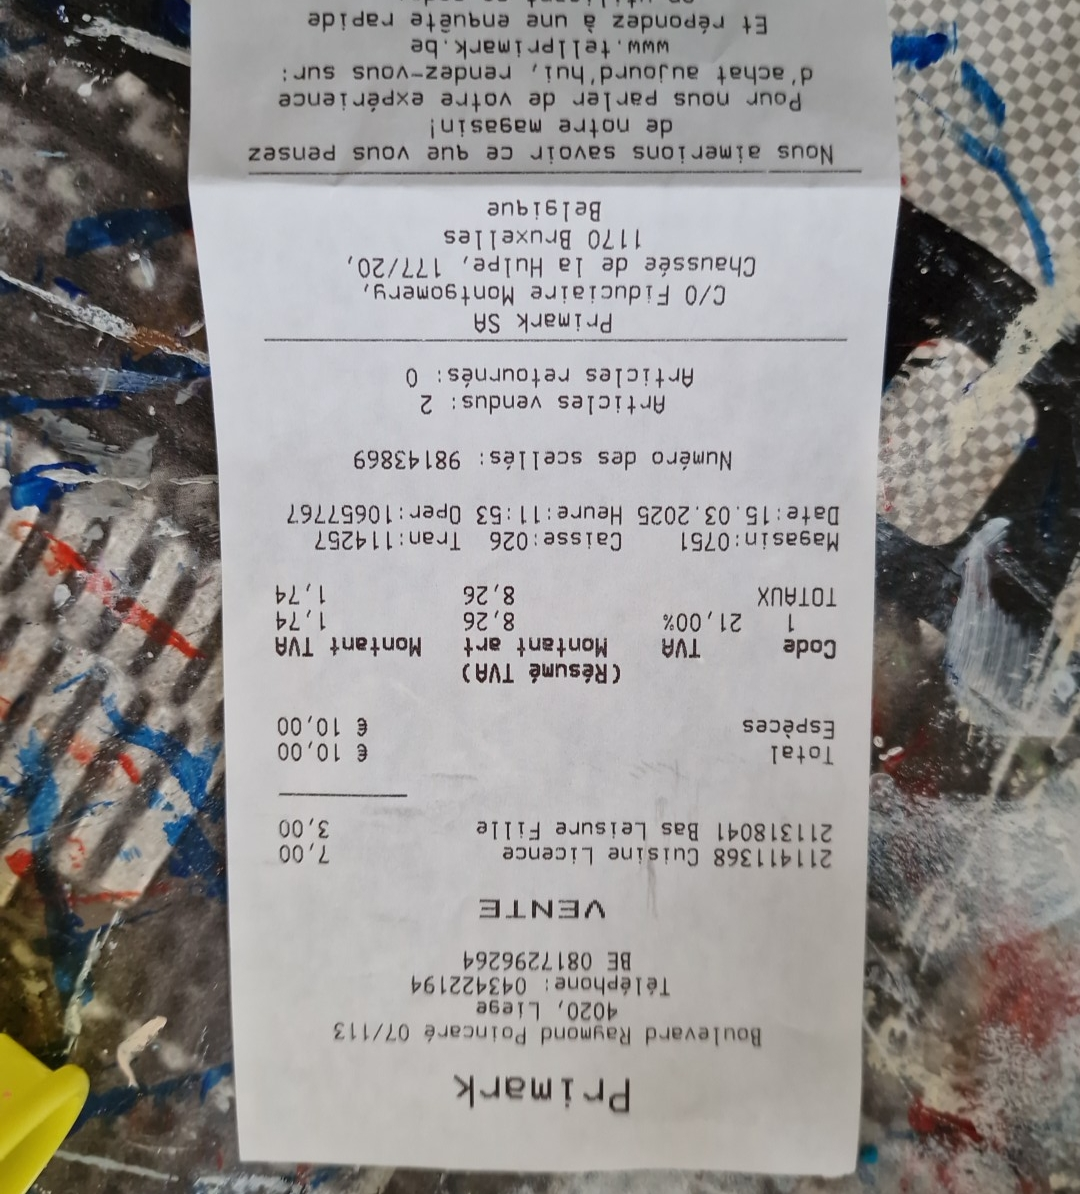 Primark
Boulevard Raymond Poincaré 07/113
4020, Liege
Téléphone: 043422194
BE 0817296264
VENTE
211411368 Cuisine Licence 7,00
211318041 Bas Leisure Fille 3,00
Total € 10,00
Espèces € 10,00
(Résumé TVA)
Code TVA Montant art Montant TVA
1 21,00% 8,26 1,74
TOTAUX 8,26 1,74
Magasin:0751 Caisse:026 Tran:114257
Date:15.03.2025 Heure:11:53 Oper:10657767
Numéro des scellés: 98143869
Articles vendus: 2
Articles retournés: 0
Primark SA
C/O Fiduciaire Montgomery,
Chaussée de la Hulpe, 177/20,
1170 Bruxelles
Belgique
Nous aimerions savoir ce que vous pensez
de notre magasin!
Pour nous parler de votre expérience
d'achat aujourd'hui, rendez-vous sur:
www.tellprimark.be
Et répondez à une enquête rapide